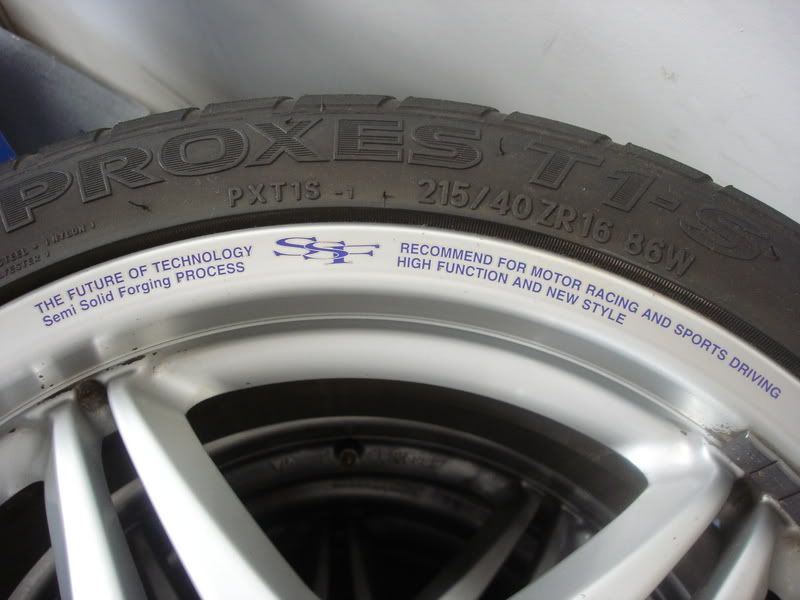 PROXES T1-S
PXT1S -1 215/40ZR16 86W
THE FUTURE OF TECHNOLOGY
Semi Solid Forging PROCESS
SSF
RECOMMEND FOR MOTOR RACING AND SPORTS DRIVING
HIGH FUNCTION AND NEW STYLE